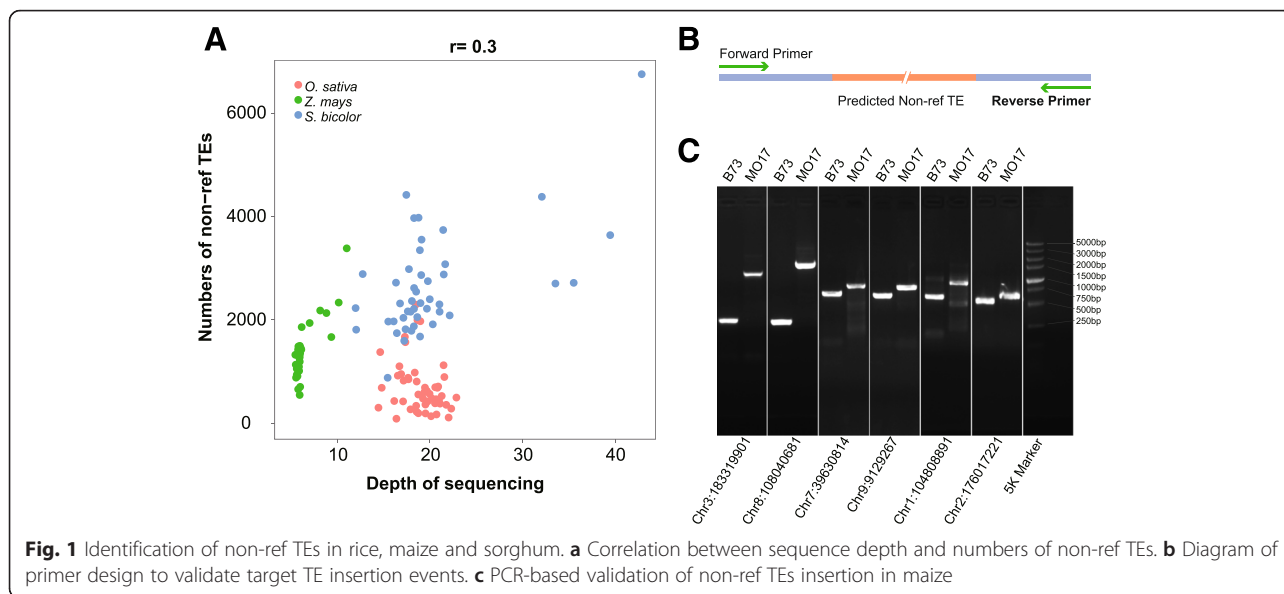 A
r= 0.3
O. sativa
Z. mays
S. bicolor
Numbers of non-ref TEs
6000
4000
2000
0
10 20 30 40
Depth of sequencing
B
Forward Primer
Predicted Non-ref TE
Reverse Primer
C
B73 MO17 B73 MO17 B73 MO17 B73 MO17 B73 MO17 B73 MO17
5000bp
3000bp
2000bp
1500bp
1000bp
750bp
500bp
250bp
Chr3:183319901
Chr8:108040681
Chr7:39630814
Chr9:9129267
Chr1:104808891
Chr2:176017221
5K Marker
Fig. 1 Identification of non-ref TEs in rice, maize and sorghum. a Correlation between sequence depth and numbers of non-ref TEs. b Diagram of
primer design to validate target TE insertion events. c PCR-based validation of non-ref TEs insertion in maize